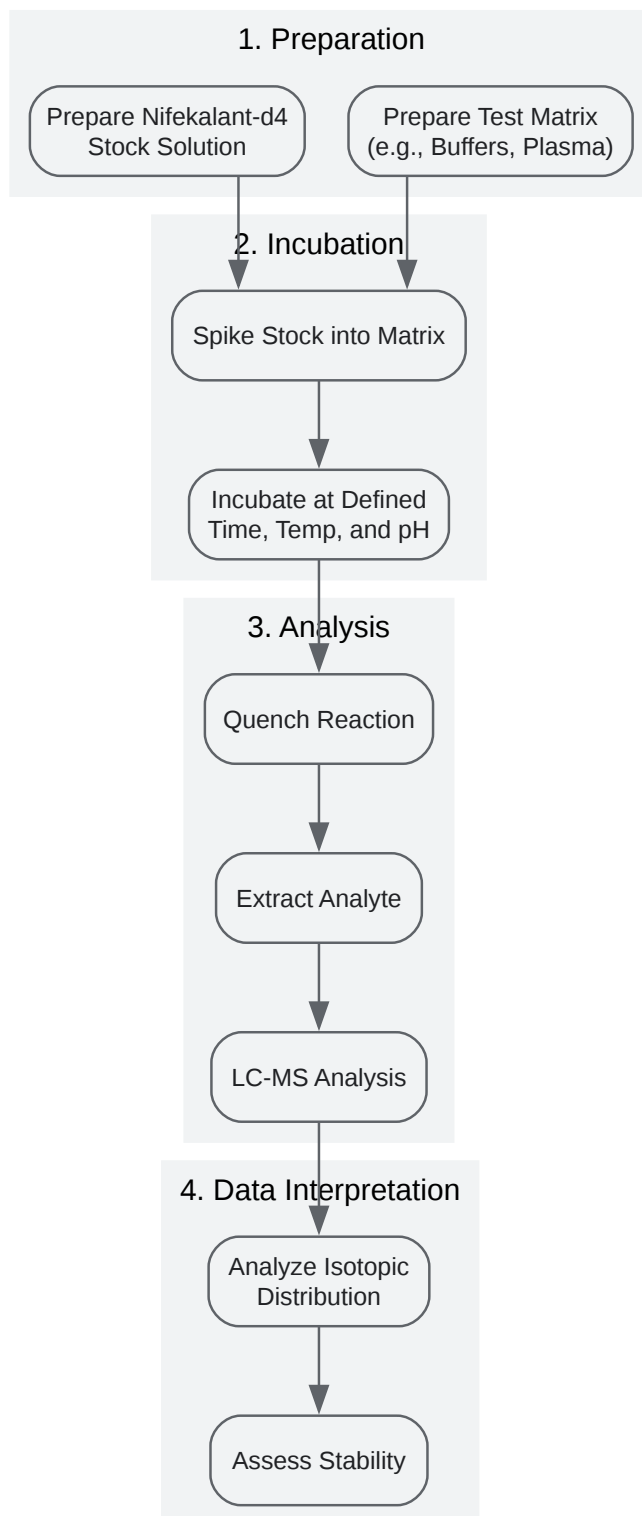 1. Preparation
Prepare Nifekalant-d4
Stock Solution
Prepare Test Matrix
(e.g., Buffers, Plasma)
2. Incubation
Spike Stock into Matrix
Incubate at Defined
Time, Temp, and pH
3. Analysis
Quench Reaction
Extract Analyte
LC-MS Analysis
4. Data Interpretation
Analyze Isotopic
Distribution
Assess Stability